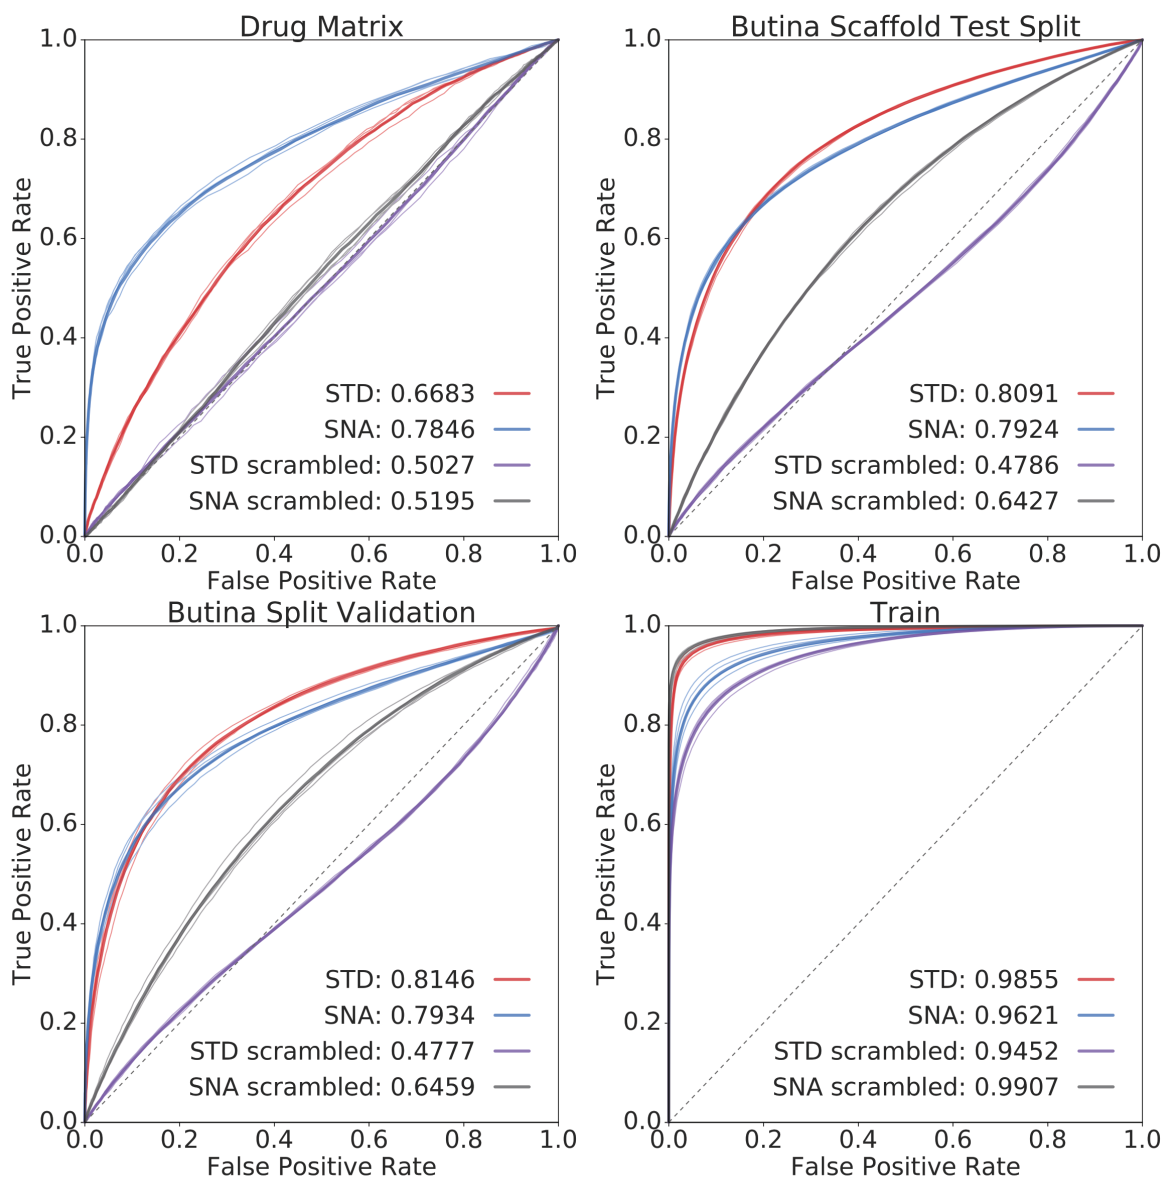 Drug Matrix
1.0
0.8
0.6
0.4
0.2
0.0
True Positive Rate
STD: 0.6683
SNA: 0.7846
STD scrambled: 0.5027
SNA scrambled: 0.5195
0.0 0.2 0.4 0.6 0.8 1.0
False Positive Rate
Butina Scaffold Test Split
1.0
0.8
0.6
0.4
0.2
0.0
True Positive Rate
STD: 0.8091
SNA: 0.7924
STD scrambled: 0.4786
SNA scrambled: 0.6427
0.0 0.2 0.4 0.6 0.8 1.0
False Positive Rate
Butina Split Validation
1.0
0.8
0.6
0.4
0.2
0.0
True Positive Rate
STD: 0.8146
SNA: 0.7934
STD scrambled: 0.4777
SNA scrambled: 0.6459
0.0 0.2 0.4 0.6 0.8 1.0
False Positive Rate
Train
1.0
0.8
0.6
0.4
0.2
0.0
True Positive Rate
STD: 0.9855
SNA: 0.9621
STD scrambled: 0.9452
SNA scrambled: 0.9907
0.0 0.2 0.4 0.6 0.8 1.0
False Positive Rate